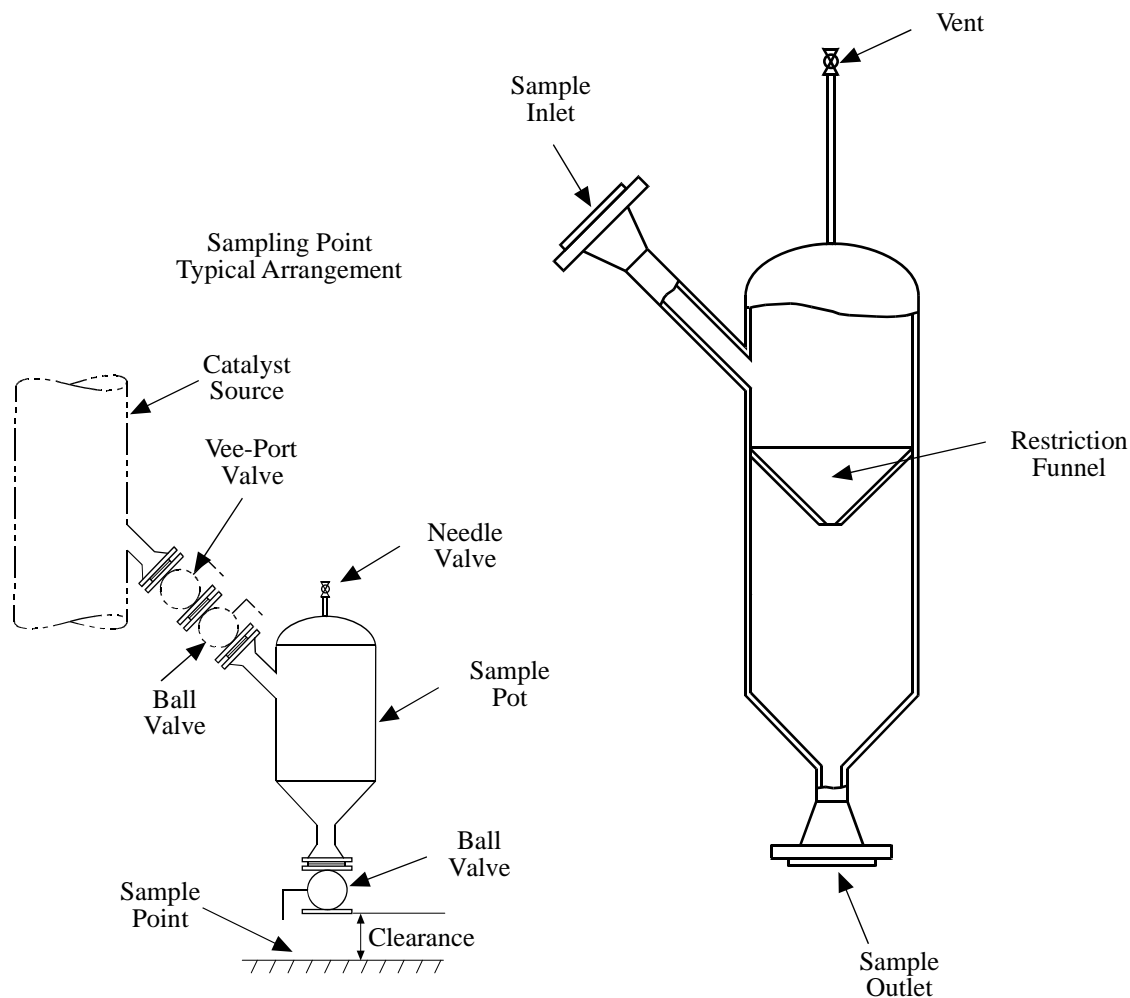 Vent
Sample
Inlet
Sampling Point
Typical Arrangement
Catalyst
Source
Vee-Port
Valve
Restriction
Funnel
Needle
Valve
Sample
Pot
Ball
Valve
Ball
Valve
Sample
Point
Clearance
Sample
Outlet